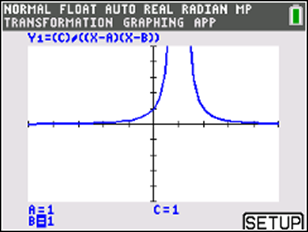 NORMAL FLOAT AUTO REAL RADIAN MP
TRANSFORMATION GRAPHING APP
Y1=(C)/((X-A)(X-B))
A=1 C=1
B=1 SETUP